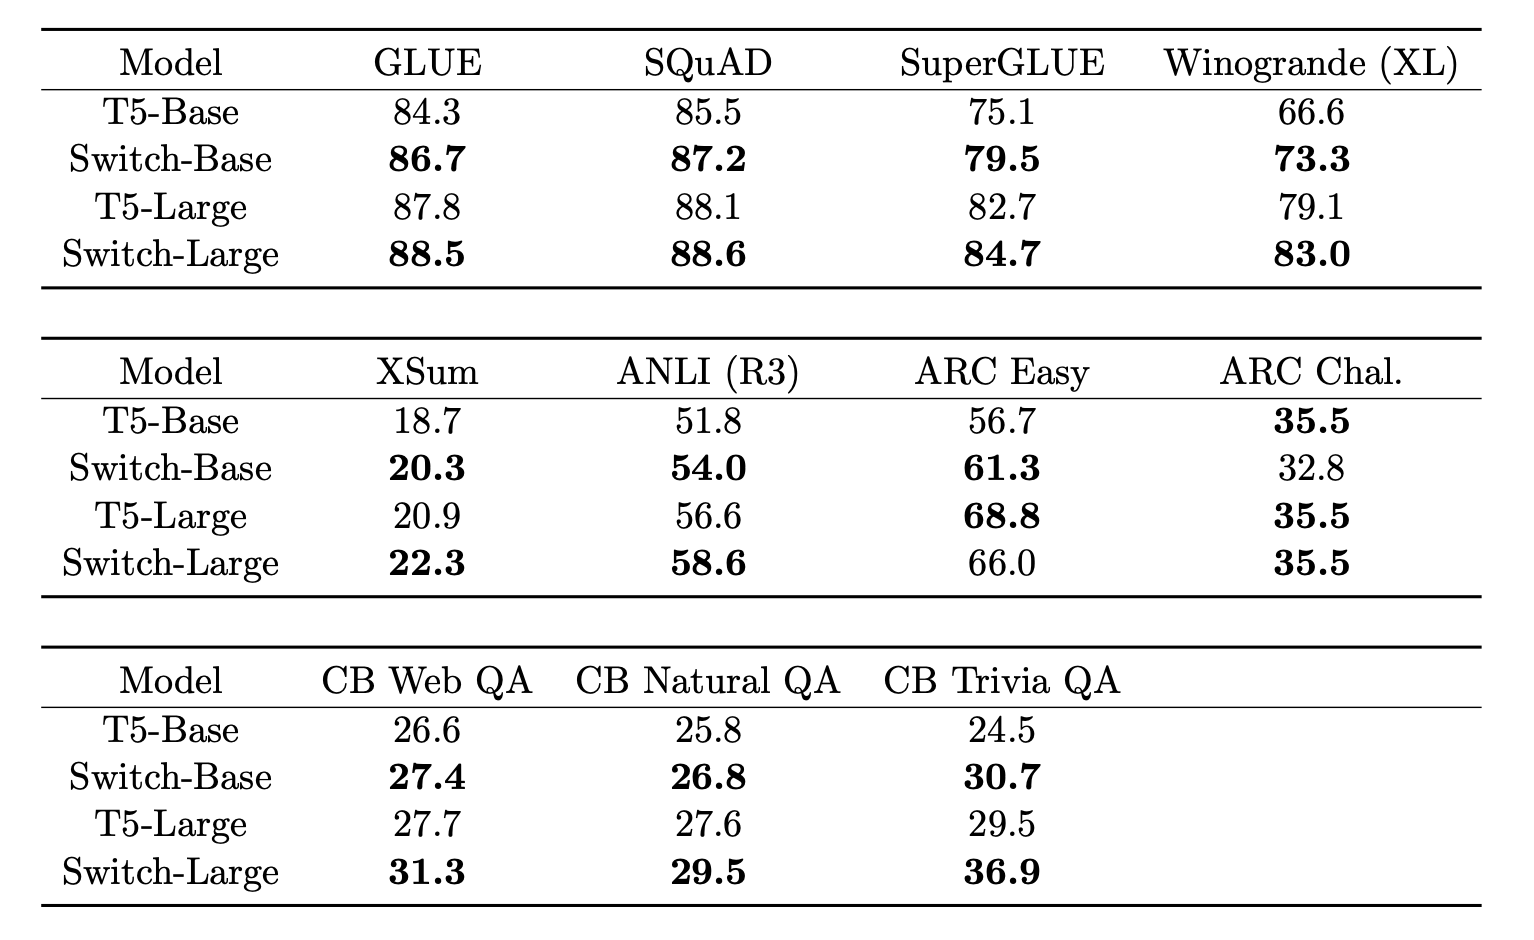 Model GLUE SQuAD SuperGLUE Winogrande (XL)
T5-Base 84.3 85.5 75.1 66.6
Switch-Base 86.7 87.2 79.5 73.3
T5-Large 87.8 88.1 82.7 79.1
Switch-Large 88.5 88.6 84.7 83.0
Model XSum ANLI (R3) ARC Easy ARC Chal.
T5-Base 18.7 51.8 56.7 35.5
Switch-Base 20.3 54.0 61.3 32.8
T5-Large 20.9 56.6 68.8 35.5
Switch-Large 22.3 58.6 66.0 35.5
Model CB Web QA CB Natural QA CB Trivia QA
T5-Base 26.6 25.8 24.5
Switch-Base 27.4 26.8 30.7
T5-Large 27.7 27.6 29.5
Switch-Large 31.3 29.5 36.9